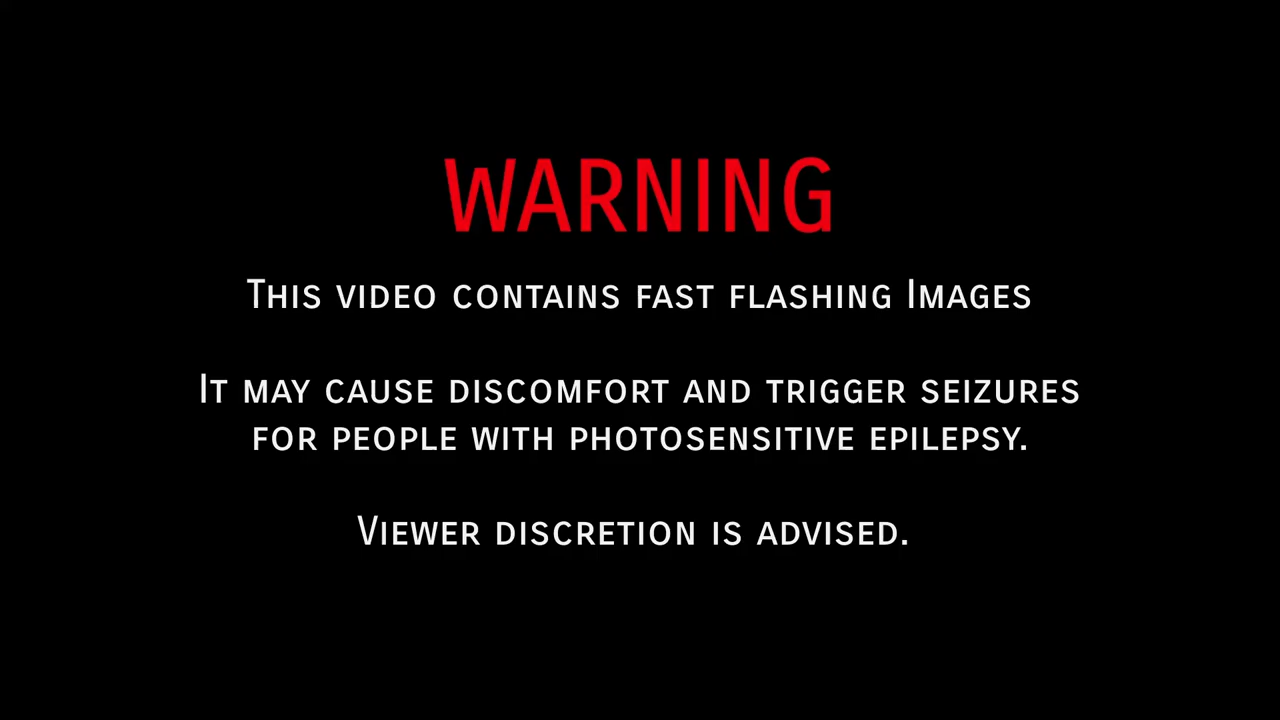 WARNING
This video contains fast flashing Images
It may cause discomfort and trigger seizures
for people with photosensitive epilepsy.
Viewer discretion is advised.